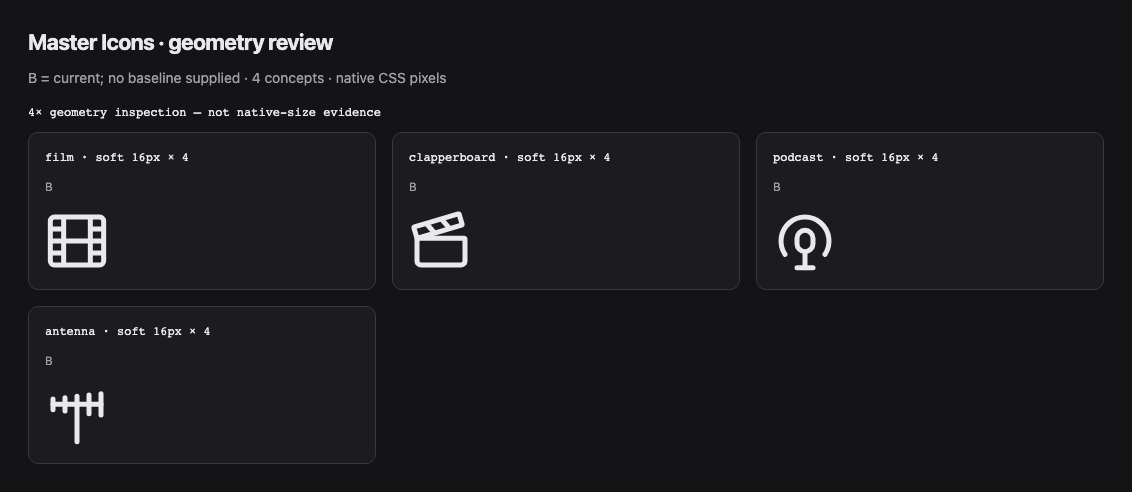 Master Icons · geometry review
B = current; no baseline supplied · 4 concepts · native CSS pixels
4× geometry inspection — not native-size evidence
film · soft 16px × 4
B
clapperboard · soft 16px × 4
B
podcast · soft 16px × 4
B
antenna · soft 16px × 4
B